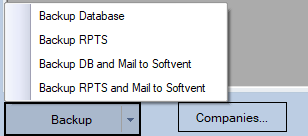 Backup Database
Backup RPTS
Backup DB and Mail to Softvent
Backup RPTS and Mail to Softvent
Backup
Companies...